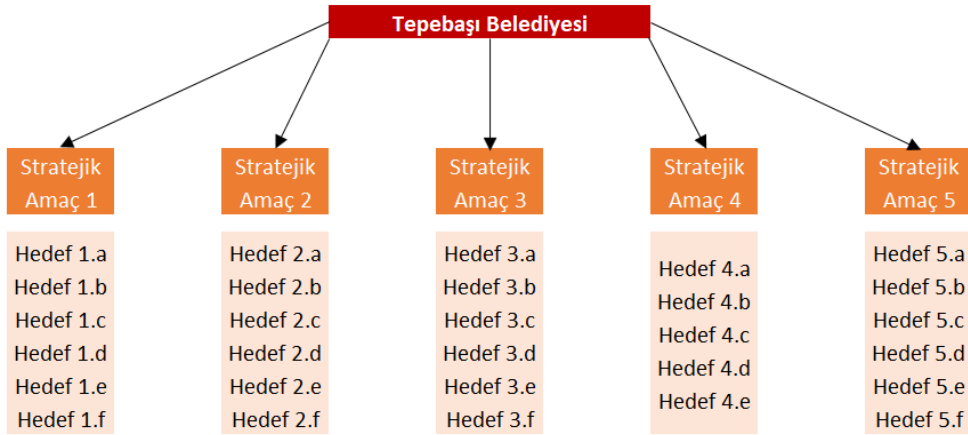 Tepebaşı Belediyesi
Stratejik
Amaç 1
Stratejik
Amaç 2
Stratejik
Amaç 3
Stratejik
Amaç 4
Stratejik
Amaç 5
Hedef 1.a
Hedef 1.b
Hedef 1.c
Hedef 1.d
Hedef 1.e
Hedef 1.f
Hedef 2.a
Hedef 2.b
Hedef 2.c
Hedef 2.d
Hedef 2.e
Hedef 2.f
Hedef 3.a
Hedef 3.b
Hedef 3.c
Hedef 3.d
Hedef 3.e
Hedef 3.f
Hedef 4.a
Hedef 4.b
Hedef 4.c
Hedef 4.d
Hedef 4.e
Hedef 5.a
Hedef 5.b
Hedef 5.c
Hedef 5.d
Hedef 5.e
Hedef 5.f